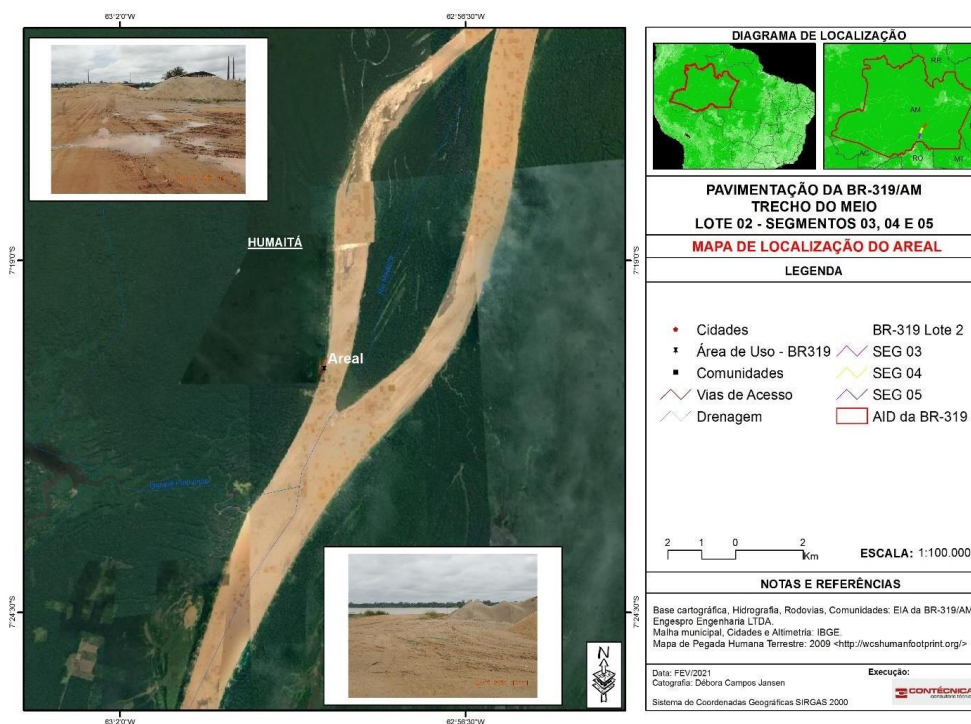 63°2'0"W
62°56'30"W
HUMAITÁ
7°19'0"S
7°19'0"S
Areal
7°24'30"S
7°24'30"S
N
63°2'0"W
62°56'30"W
DIAGRAMA DE LOCALIZAÇÃO
RR
AM
AC
RO
MT
PAVIMENTAÇÃO DA BR-319/AM
TRECHO DO MEIO
LOTE 02 - SEGMENTOS 03, 04 E 05
MAPA DE LOCALIZAÇÃO DO AREAL
LEGENDA
Cidades
Área de Uso - BR319
Comunidades
Vias de Acesso
Drenagem
BR-319 Lote 2
SEG 03
SEG 04
SEG 05
AID da BR-319
2 1 0 2
Km
ESCALA: 1:100.000
NOTAS E REFERÊNCIAS
Base cartográfica, Hidrografia, Rodovias, Comunidades: EIA da BR-319/AM
Engespro Engenharia LTDA.
Malha municipal, Cidades e Altimetria: IBGE.
Mapa de Pegada Humana Terrestre: 2009 <http://wcshumanfootprint.org/>
Data: FEV/2021
Catografia: Débora Campos Jansen
Sistema de Coordenadas Geográficas SIRGAS 2000
Execução:
CONTÉCNICA